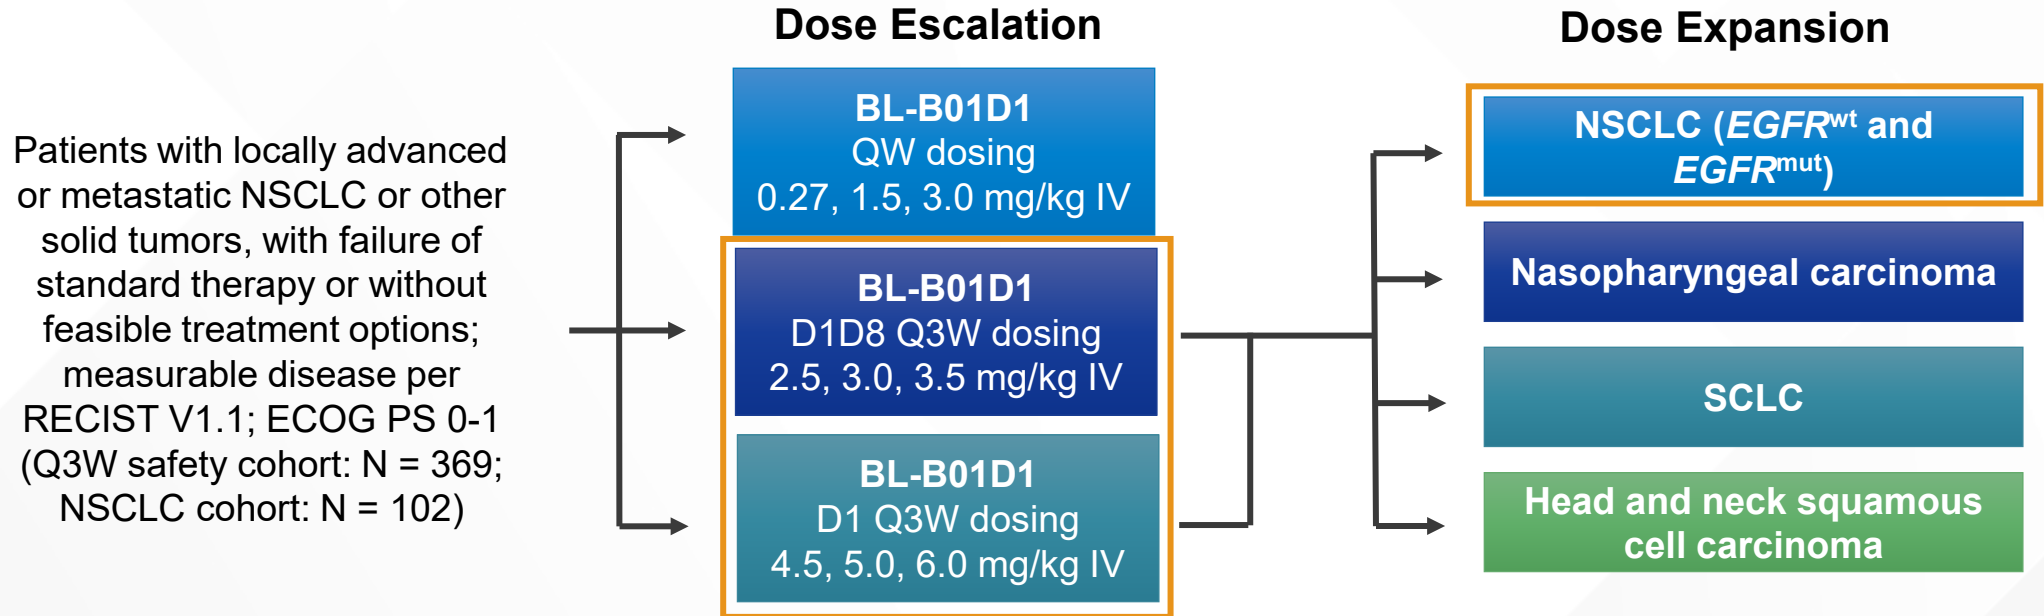 Dose Escalation
Dose Expansion
Patients with locally advanced
or metastatic NSCLC or other
solid tumors, with failure of
standard therapy or without
feasible treatment options;
measurable disease per
RECIST V1.1; ECOG PS 0-1
(Q3W safety cohort: N = 369;
NSCLC cohort: N = 102)
BL-B01D1
QW dosing
0.27, 1.5, 3.0 mg/kg IV
BL-B01D1
D1D8 Q3W dosing
2.5, 3.0, 3.5 mg/kg IV
BL-B01D1
D1 Q3W dosing
4.5, 5.0, 6.0 mg/kg IV
NSCLC (EGFRwt and
EGFRmut)
Nasopharyngeal carcinoma
SCLC
Head and neck squamous
cell carcinoma